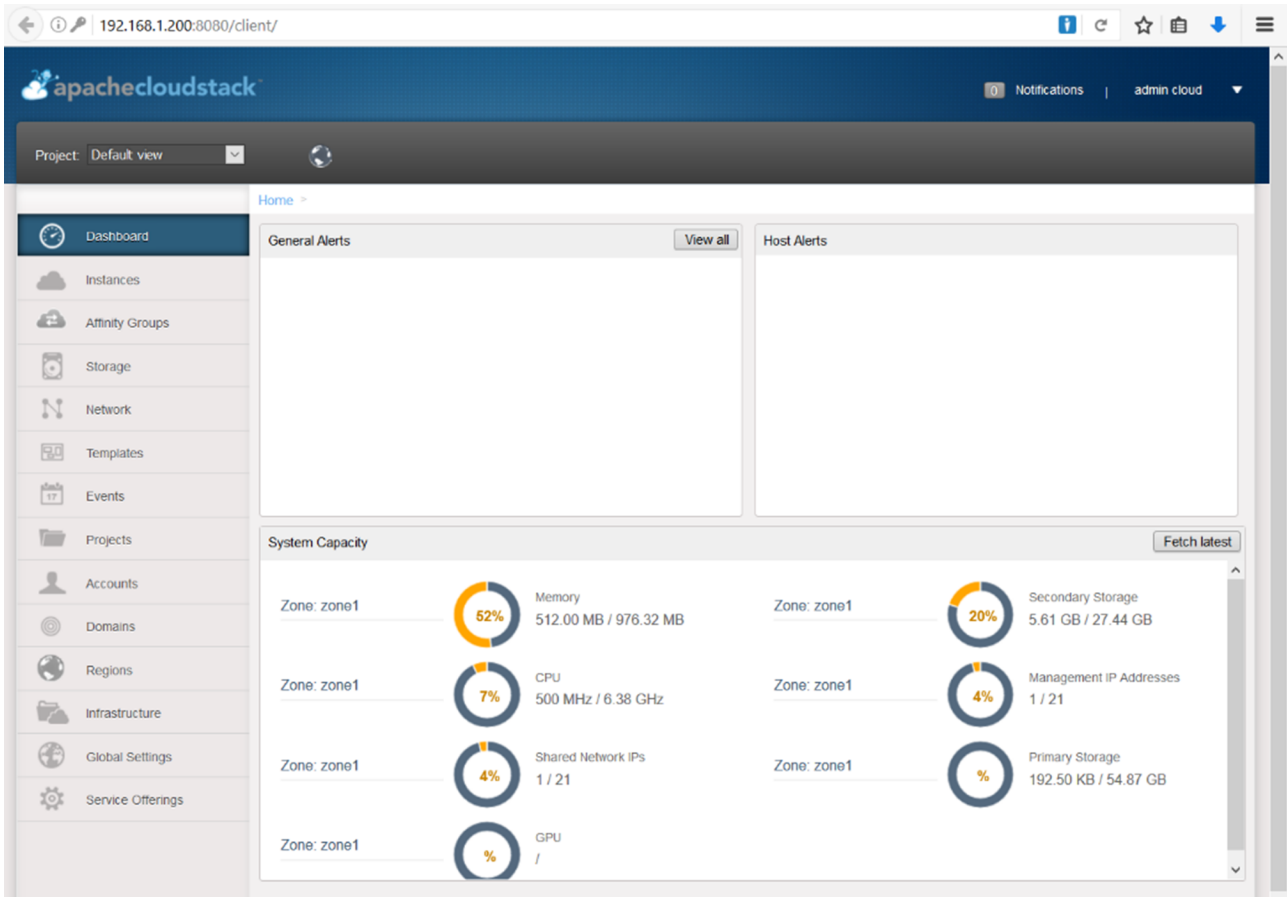 192.168.1.200:8080/client/
apachecloudstack™
0 Notifications | admin cloud
Project: Default view
Home >
Dashboard
Instances
Affinity Groups
Storage
Network
Templates
17
Events
Projects
Accounts
Domains
Regions
Infrastructure
Global Settings
Service Offerings
General Alerts
View all
Host Alerts
System Capacity
Fetch latest
Zone: zone1
52%
Memory
512.00 MB / 976.32 MB
Zone: zone1
20%
Secondary Storage
5.61 GB / 27.44 GB
Zone: zone1
7%
CPU
500 MHz / 6.38 GHz
Zone: zone1
4%
Management IP Addresses
1 / 21
Zone: zone1
4%
Shared Network IPs
1 / 21
Zone: zone1
%
Primary Storage
192.50 KB / 54.87 GB
Zone: zone1
%
GPU
/